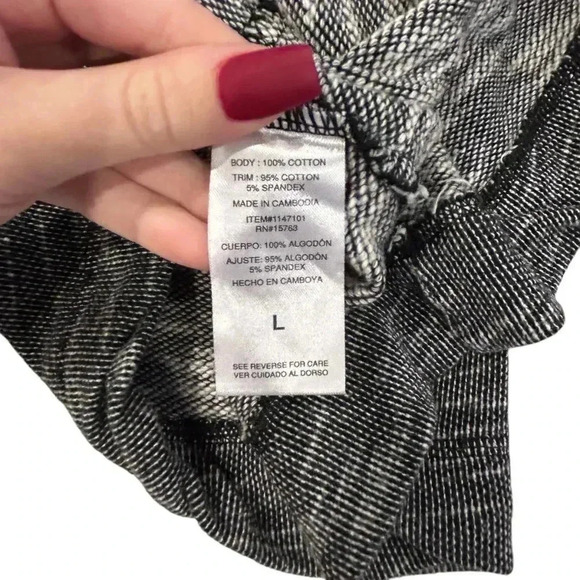 BODY : 100% COTTON
TRIM : 95% COTTON
5% SPANDEX
MADE IN CAMBODIA
ITEM#1147101
RN#15763
CUERPO: 100% ALGODÓN
AJUSTE: 95% ALGODÓN
5% SPANDEX
HECHO EN CAMBOYA
L
SEE REVERSE FOR CARE
VER CUIDADO AL DORSO